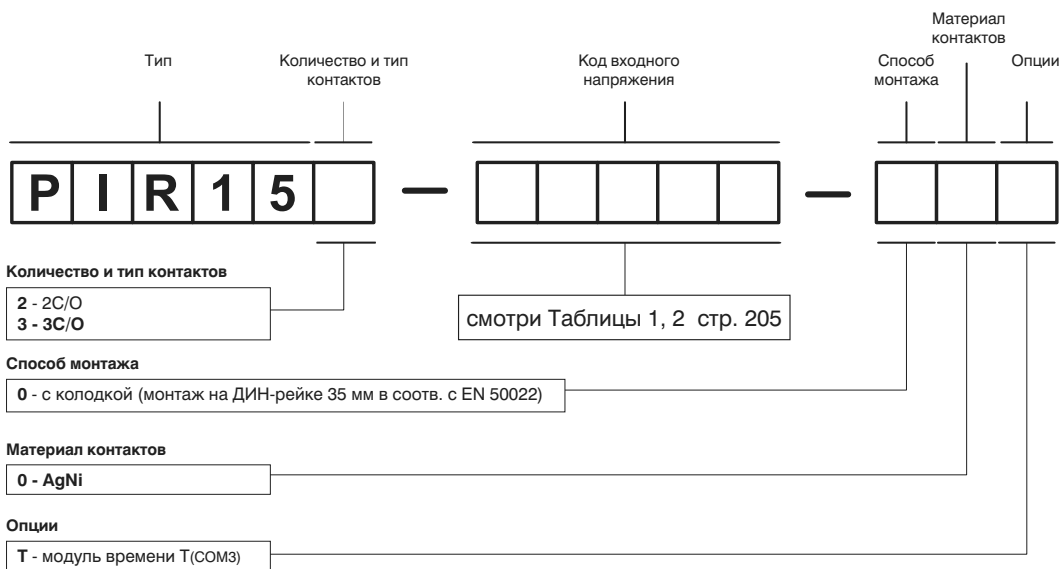 Материал
контактов
Тип
Количество и тип
контактов
Код входного
напряжения
Способ
монтажа
Опции
P I R 1 5 — —
Количество и тип контактов
2 - 2C/O
3 - 3C/O
смотри Таблицы 1, 2 стр. 205
Способ монтажа
0 - с колодкой (монтаж на ДИН-рейке 35 мм в соотв. с EN 50022)
Материал контактов
0 - AgNi
Опции
T - модуль времени T(COM3)